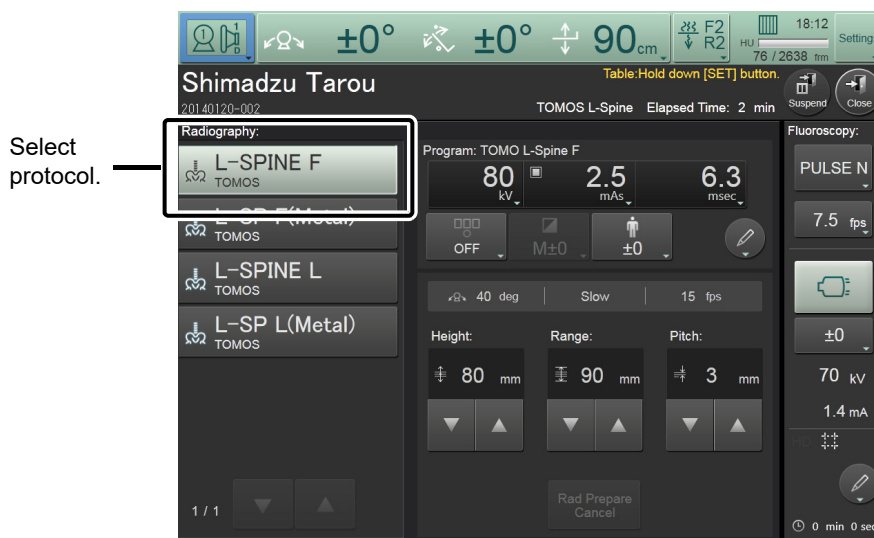 ±0° ±0° 90cm F2 R2 HU 76 / 2638 frm 18:12 Setting
Shimadzu Tarou
Table:Hold down [SET] button.
20140120-002
TOMOS L-Spine Elapsed Time: 2 min
Suspend Close
Select
protocol.
Radiography:
L-SPINE F
TOMOS
L-SP F(Metal)
TOMOS
L-SPINE L
TOMOS
L-SP L(Metal)
TOMOS
1 / 1
Program: TOMO L-Spine F
80 kV 2.5 mAs 6.3 msec
OFF M±0 ±0
40 deg Slow 15 fps
Height: Range: Pitch:
80 mm 90 mm 3 mm
Rad Prepare
Cancel
Fluoroscopy:
PULSE N
7.5 fps
±0
70 kV
1.4 mA
0 min 0 sec